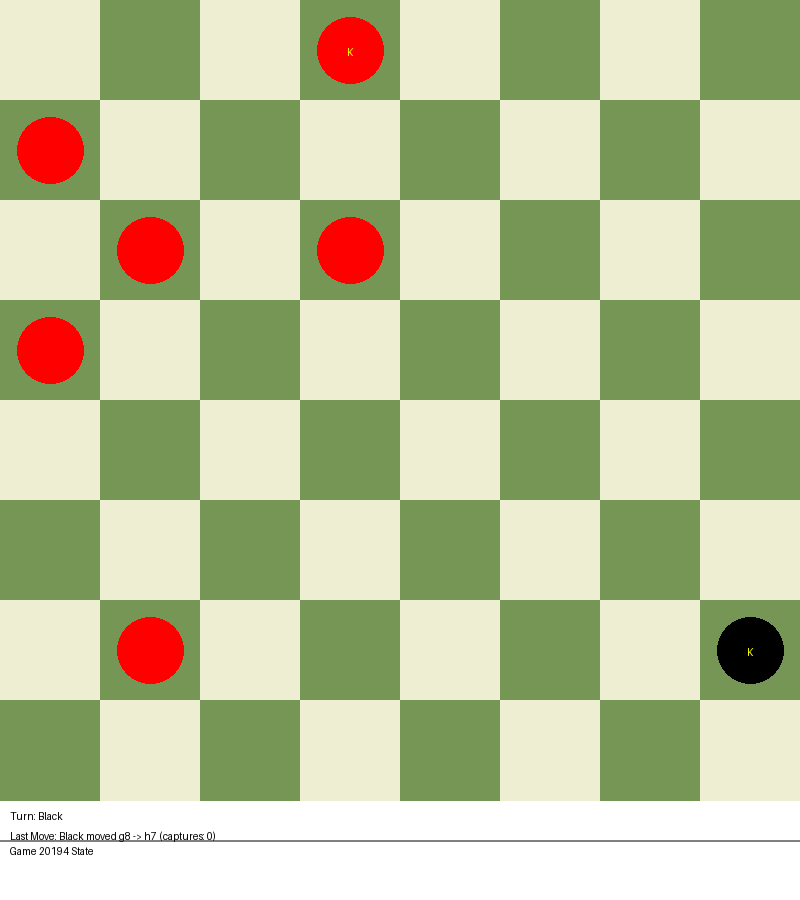 K
K
Turn: Black
Last Move: Black moved g8 -> h7 (captures: 0)
Game 20194 State